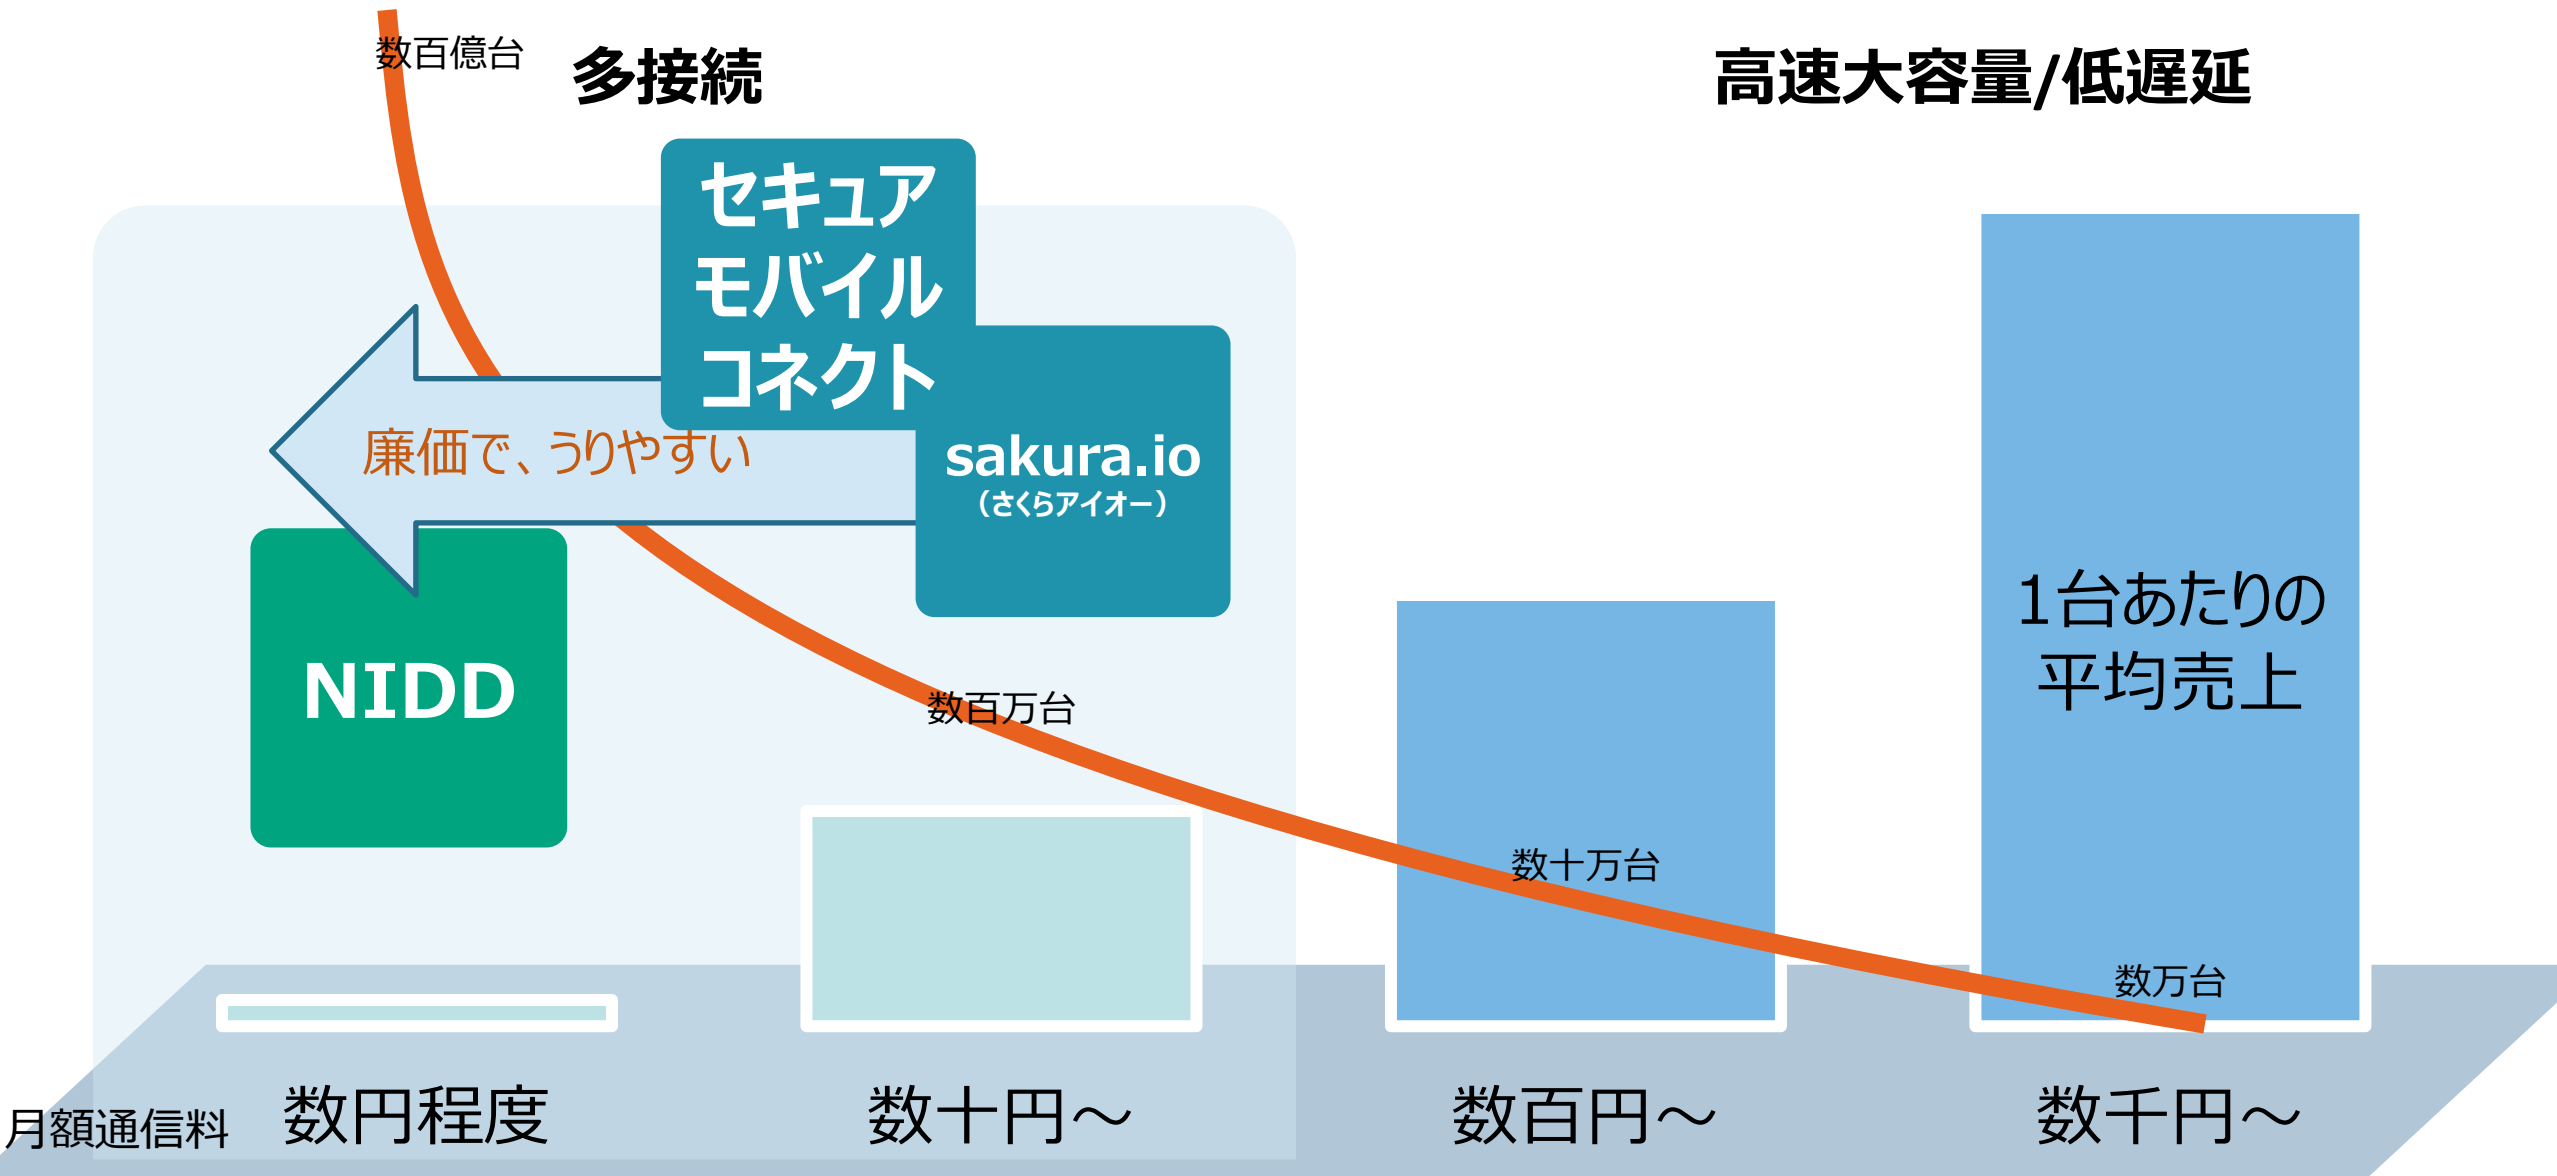 数百億台
多接続
高速大容量/低遅延
セキュア
モバイル
コネクト
廉価で、うりやすい
sakura.io
（さくらアイオー）
NIDD
1台あたりの
平均売上
数百万台
数十万台
数万台
月額通信料
数円程度
数十円～
数百円～
数千円～